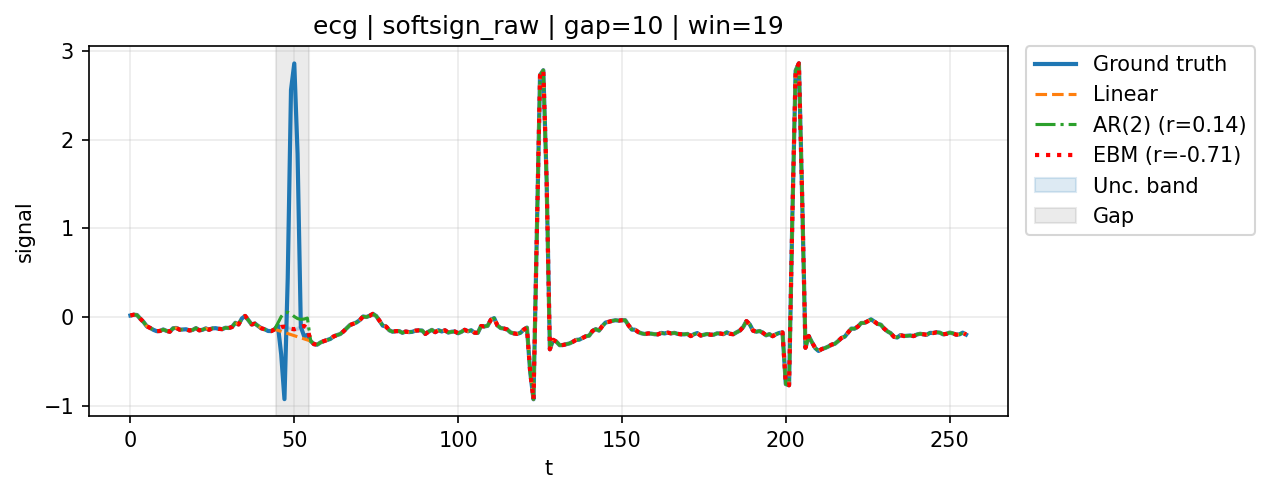 ecg | softsign_raw | gap=10 | win=19
3
2
1
0
−1
signal
0
50
100
150
200
250
t
Ground truth
Linear
AR(2) (r=0.14)
EBM (r=-0.71)
Unc. band
Gap